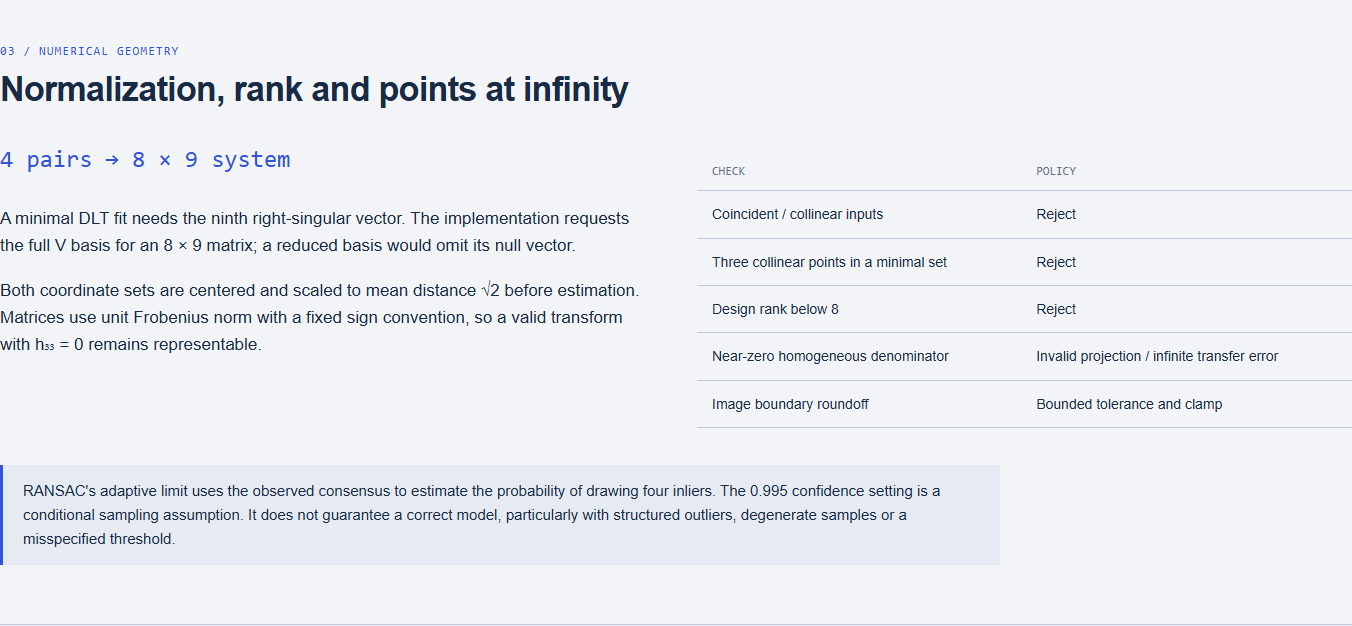 03 / NUMERICAL GEOMETRY
Normalization, rank and points at infinity
4 pairs → 8 × 9 system
A minimal DLT fit needs the ninth right-singular vector. The implementation requests
the full V basis for an 8 × 9 matrix; a reduced basis would omit its null vector.
Both coordinate sets are centered and scaled to mean distance √2 before estimation.
Matrices use unit Frobenius norm with a fixed sign convention, so a valid transform
with h₃₃ = 0 remains representable.
CHECK POLICY
Coincident / collinear inputs Reject
Three collinear points in a minimal set Reject
Design rank below 8 Reject
Near-zero homogeneous denominator Invalid projection / infinite transfer error
Image boundary roundoff Bounded tolerance and clamp
RANSAC's adaptive limit uses the observed consensus to estimate the probability of drawing four inliers. The 0.995 confidence setting is a
conditional sampling assumption. It does not guarantee a correct model, particularly with structured outliers, degenerate samples or a
misspecified threshold.